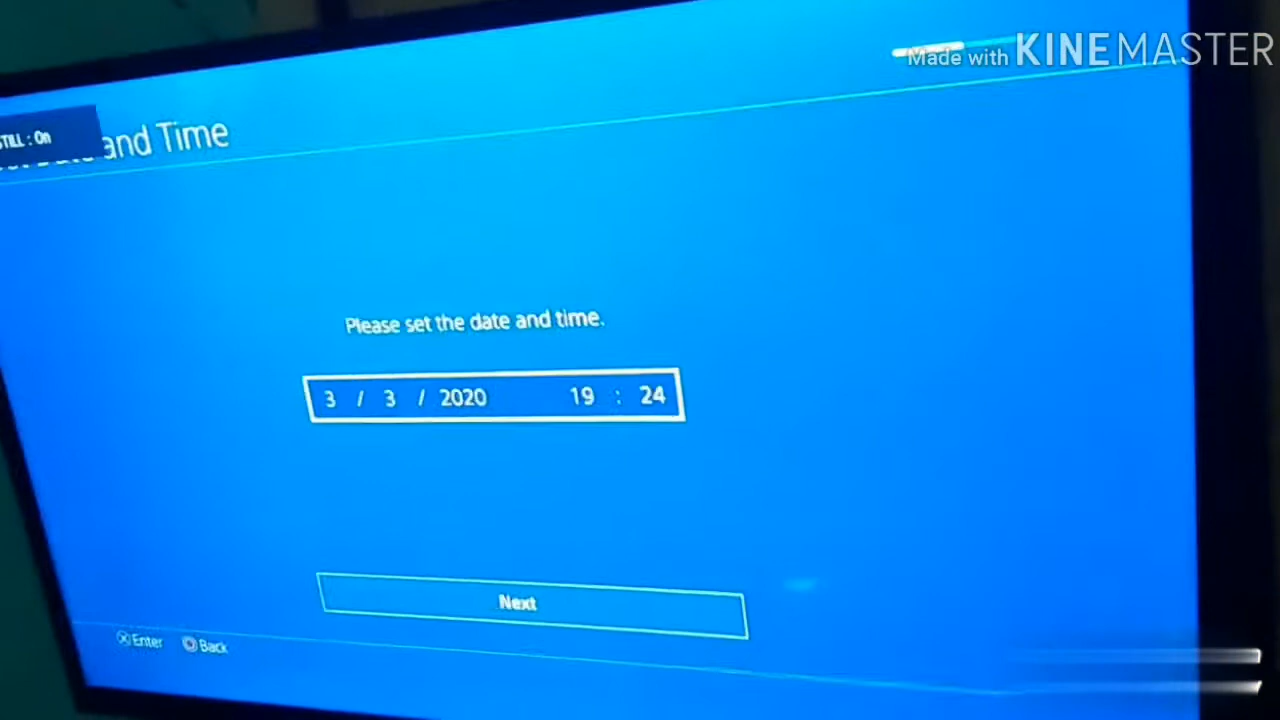 Made with KINEMASTER
STILL : On
and Time
Please set the date and time.
3 / 3 / 2020 19 : 24
Next
Enter Back